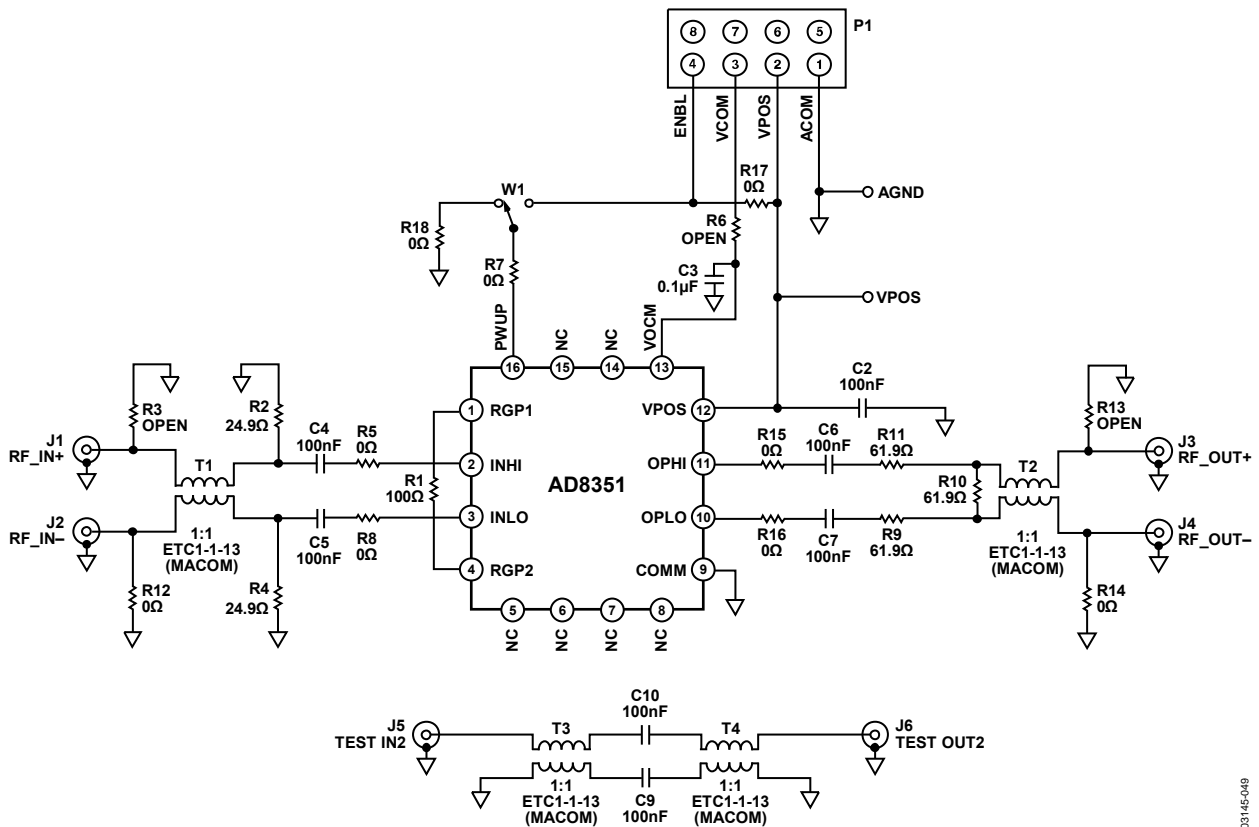 8 7 6 5 P1
4 3 2 1
ENBL
VCOM
VPOS
ACOM
R17
0Ω
AGND
W1
R18
0Ω
R6
OPEN
R7
0Ω
C3
0.1µF
VPOS
PWUP
NC
NC
VOCM
16 15 14 13
R3
OPEN
R2
24.9Ω
J1
RF_IN+
C4
100nF
R5
0Ω
T1
J2
RF_IN–
1:1
ETC1-1-13
(MACOM)
C5
100nF
R8
0Ω
R12
0Ω
R4
24.9Ω
R1
100Ω
1 RGP1
2 INHI
3 INLO
4 RGP2
AD8351
VPOS 12
OPHI 11
OPLO 10
COMM 9
5 6 7 8
NC
NC
NC
NC
C2
100nF
R15
0Ω
C6
100nF
R11
61.9Ω
R10
61.9Ω
R16
0Ω
C7
100nF
R9
61.9Ω
T2
1:1
ETC1-1-13
(MACOM)
R13
OPEN
J3
RF_OUT+
J4
RF_OUT–
R14
0Ω
J5
TEST IN2
T3
C10
100nF
T4
J6
TEST OUT2
1:1
ETC1-1-13
(MACOM)
C9
100nF
1:1
ETC1-1-13
(MACOM)
03145-049